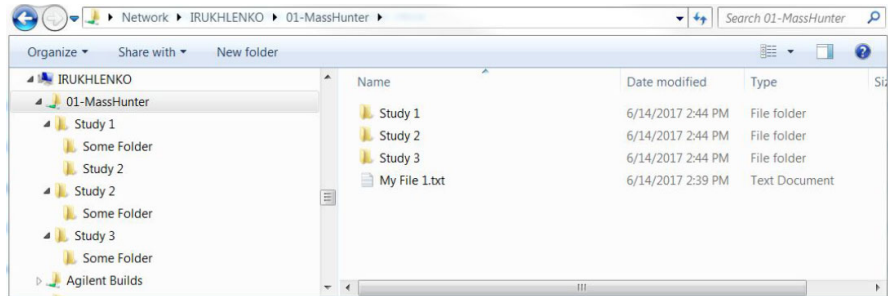 Network ▸ IRUKHLENKO ▸ 01-MassHunter ▸
Search 01-MassHunter
Organize Share with New folder
IRUKHLENKO
01-MassHunter
Study 1
Some Folder
Study 2
Study 2
Some Folder
Study 3
Some Folder
Agilent Builds
Name Date modified Type Siz
Study 1 6/14/2017 2:44 PM File folder
Study 2 6/14/2017 2:44 PM File folder
Study 3 6/14/2017 2:44 PM File folder
My File 1.txt 6/14/2017 2:39 PM Text Document